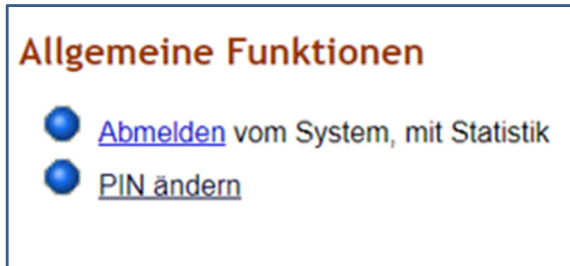 Allgemeine Funktionen
Abmelden vom System, mit Statistik
PIN ändern